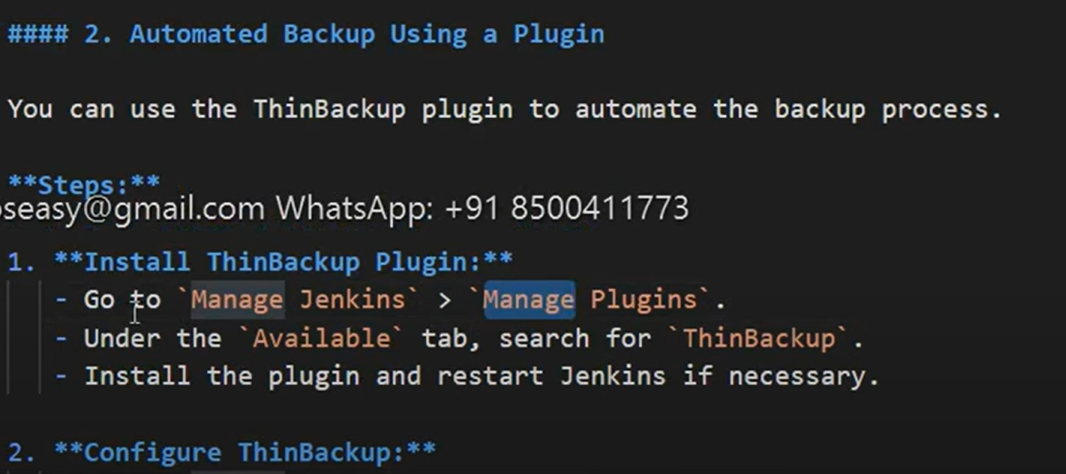 #### 2. Automated Backup Using a Plugin
You can use the ThinBackup plugin to automate the backup process.
**Steps:**
oseasy@gmail.com WhatsApp: +91 8500411773
1. **Install ThinBackup Plugin:**
- Go to `Manage Jenkins` > `Manage Plugins`.
- Under the `Available` tab, search for `ThinBackup`.
- Install the plugin and restart Jenkins if necessary.
2. **Configure ThinBackup:**